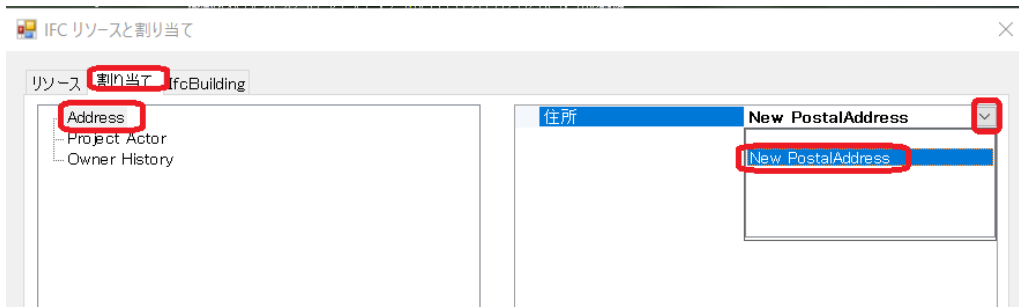 IFC リソースと割り当て
リソース 割り当て IfcBuilding
Address
Project Actor
Owner History
住所 New PostalAddress
New PostalAddress